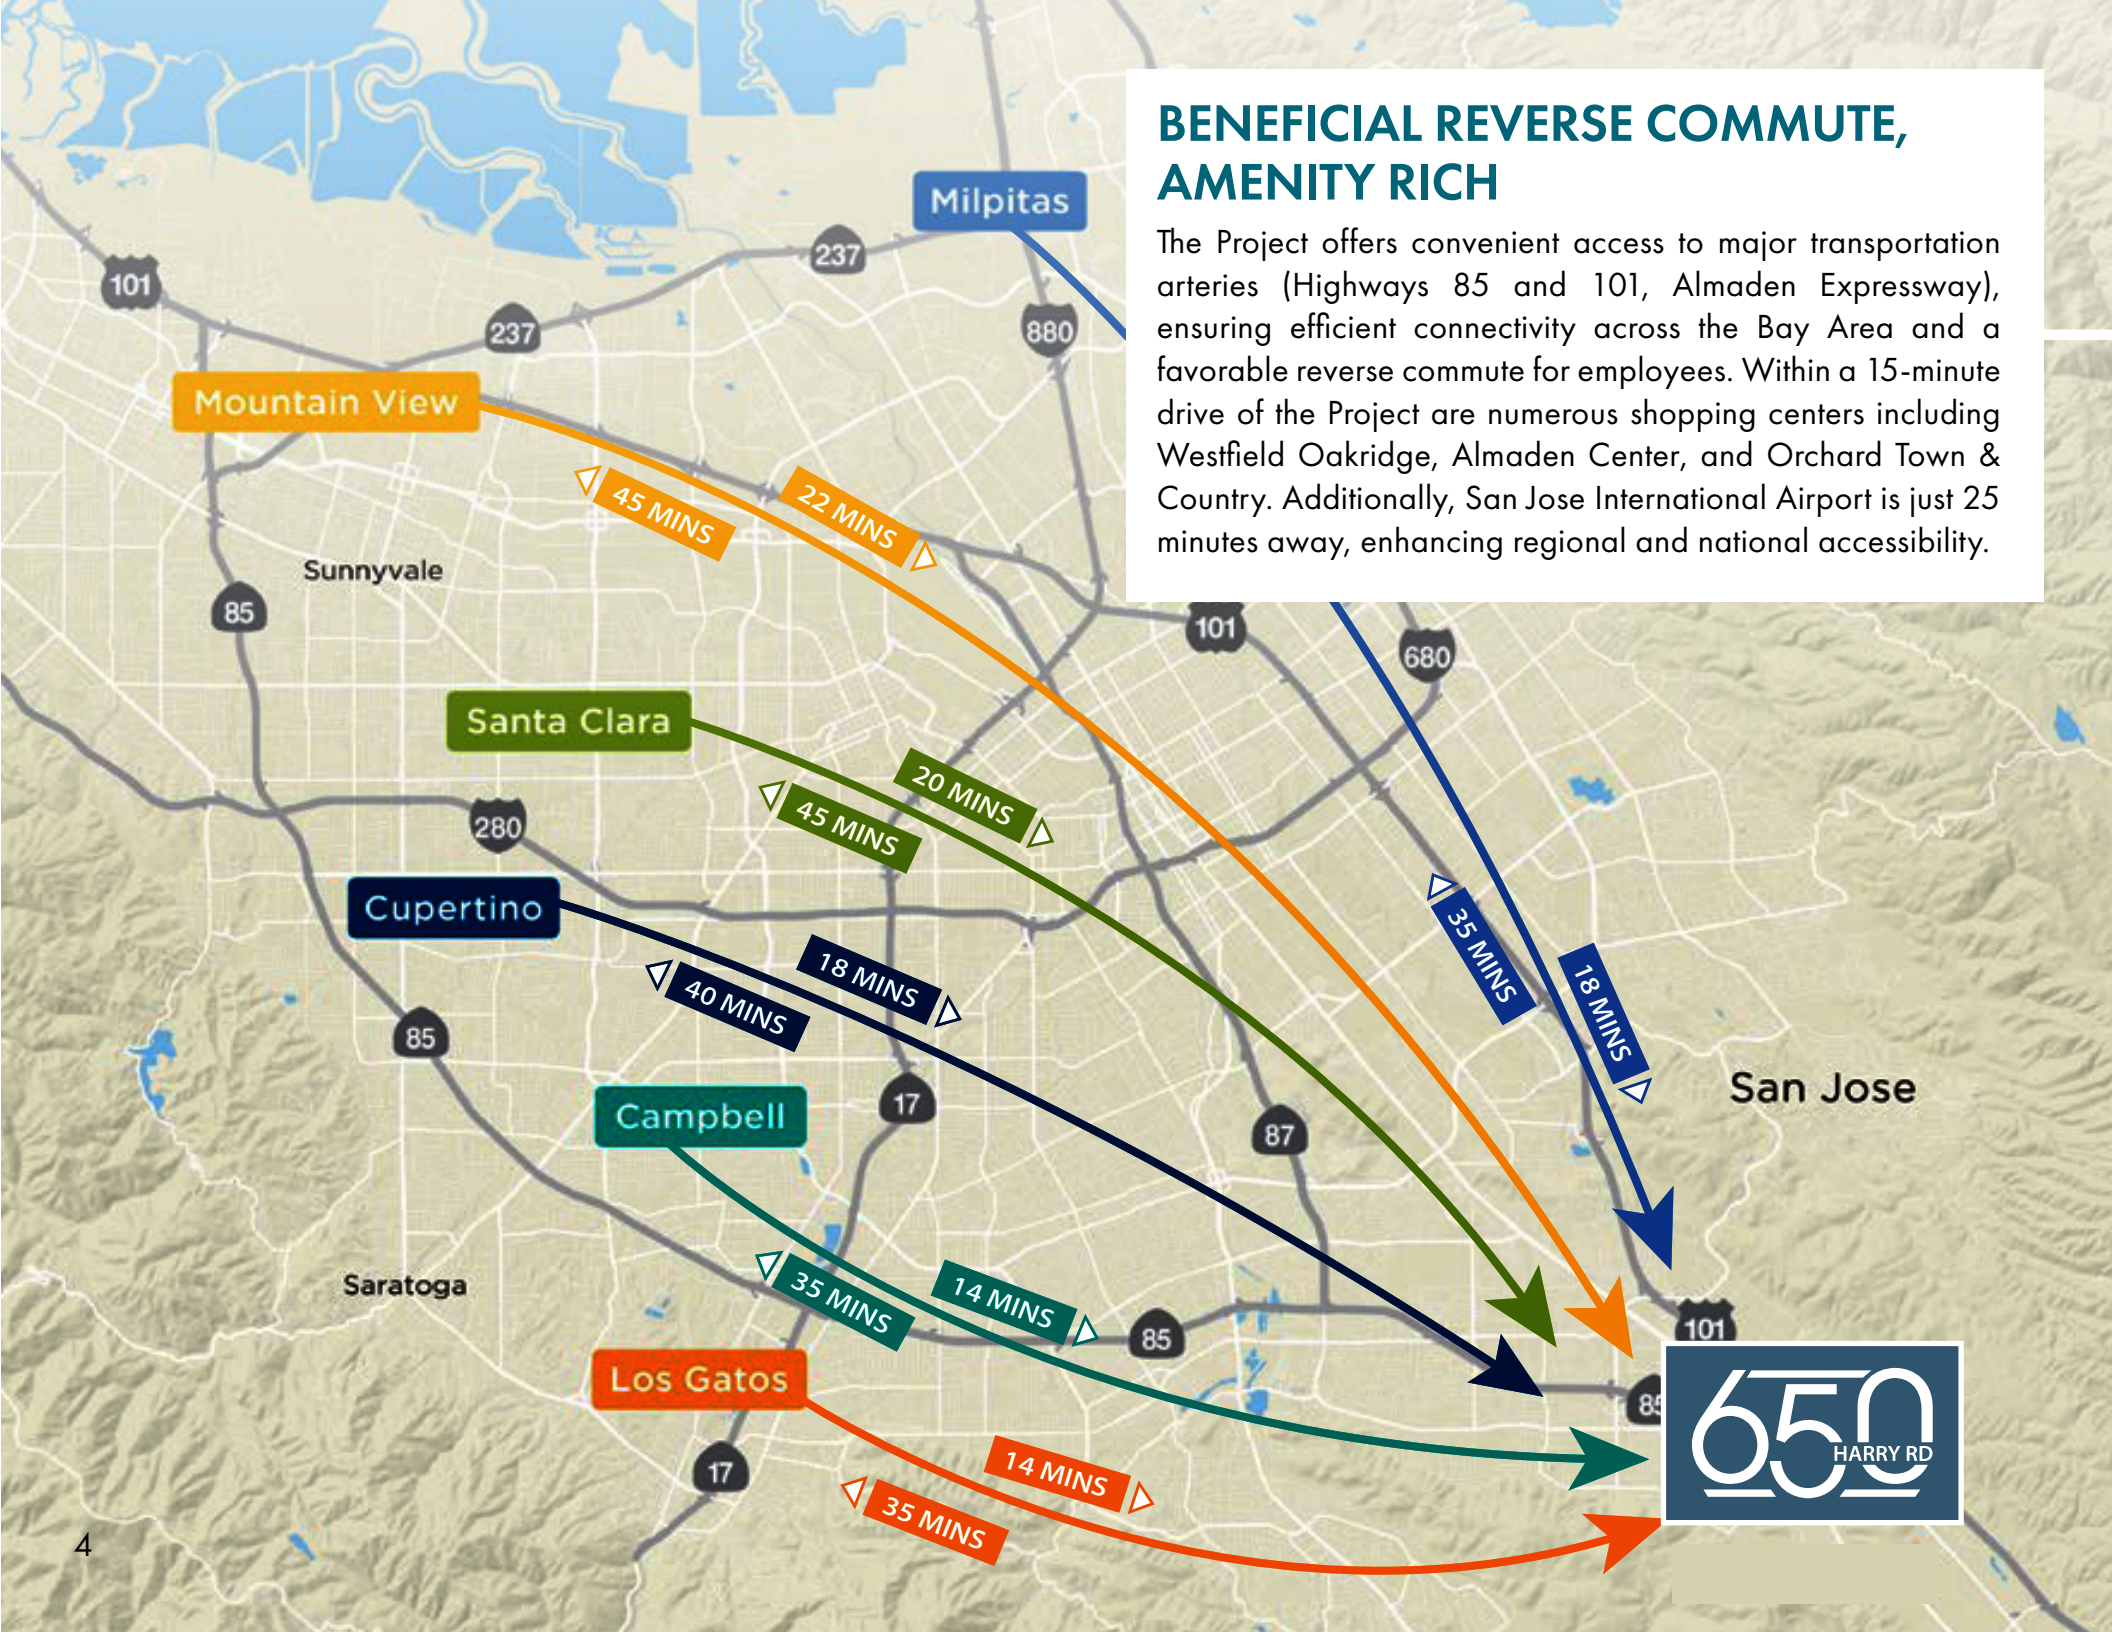 BENEFICIAL REVERSE COMMUTE,
AMENITY RICH
The Project offers convenient access to major transportation
arteries (Highways 85 and 101, Almaden Expressway),
ensuring efficient connectivity across the Bay Area and a
favorable reverse commute for employees. Within a 15-minute
drive of the Project are numerous shopping centers including
Westfield Oakridge, Almaden Center, and Orchard Town &
Country. Additionally, San Jose International Airport is just 25
minutes away, enhancing regional and national accessibility.
Milpitas
237
101
237
880
Mountain View
45 MINS
22 MINS
Sunnyvale
85
101
680
Santa Clara
20 MINS
45 MINS
280
Cupertino
35 MINS
18 MINS
18 MINS
40 MINS
85
San Jose
17
Campbell
87
Saratoga
35 MINS
14 MINS
85
101
Los Gatos
85
650
HARRY RD
14 MINS
17
35 MINS
4